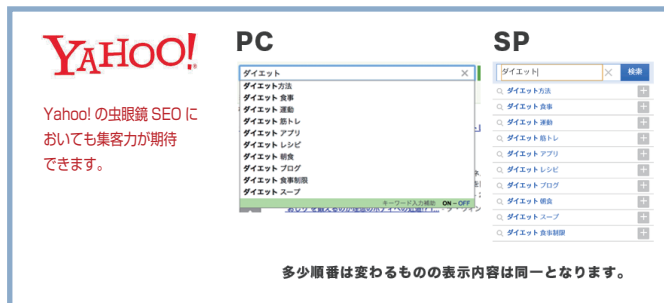 YAHOO!
Yahoo! の虫眼鏡 SEO に
おいても集客力が期待
できます。
PC
ダイエット
ダイエット方法
ダイエット 食事
ダイエット 運動
ダイエット 筋トレ
ダイエット アプリ
ダイエット レシピ
ダイエット 朝食
ダイエット ブログ
ダイエット 食事制限
ダイエット スープ
キーワード入力補助 ON − OFF
SP
ダイエット
検索
ダイエット方法
ダイエット 食事
ダイエット 運動
ダイエット 筋トレ
ダイエット アプリ
ダイエット レシピ
ダイエット ブログ
ダイエット 朝食
ダイエット スープ
ダイエット 食事制限
多少順番は変わるものの表示内容は同一となります。